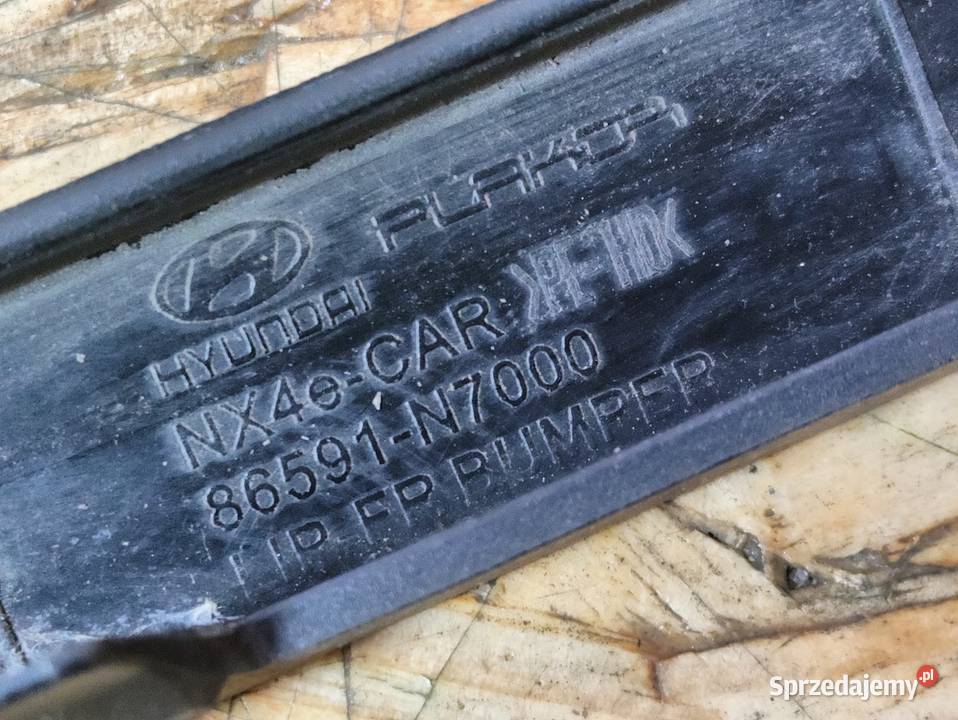 PLAKOR
HYUNDAI
NX4e-CAR
86591-N7000
LIP-FR BUMPER
Sprzedajemy.pl